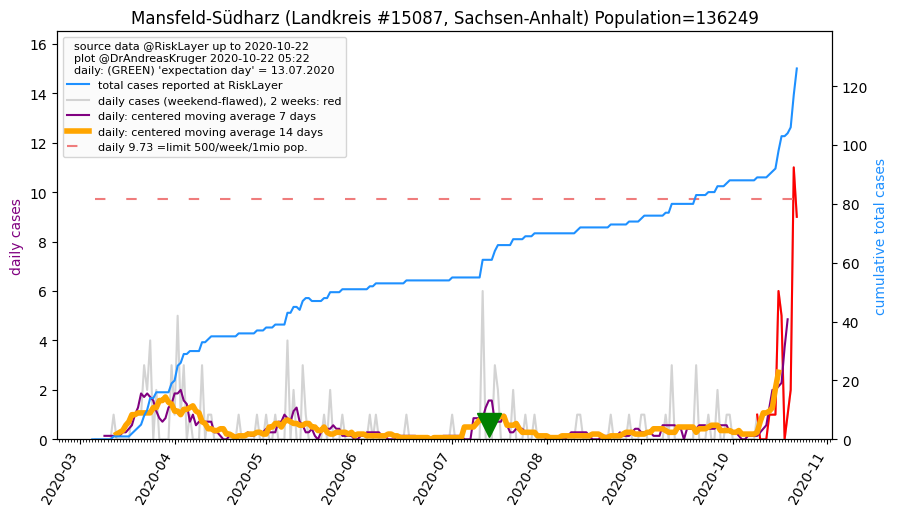 Mansfeld-Südharz (Landkreis #15087, Sachsen-Anhalt) Population=136249
source data @RiskLayer up to 2020-10-22
plot @DrAndreasKruger 2020-10-22 05:22
daily: (GREEN) 'expectation day' = 13.07.2020
total cases reported at RiskLayer
daily cases (weekend-flawed), 2 weeks: red
daily: centered moving average 7 days
daily: centered moving average 14 days
daily 9.73 =limit 500/week/1mio pop.
daily cases
16
14
12
10
8
6
4
2
0
cumulative total cases
120
100
80
60
40
20
0
2020-03
2020-04
2020-05
2020-06
2020-07
2020-08
2020-09
2020-10
2020-11